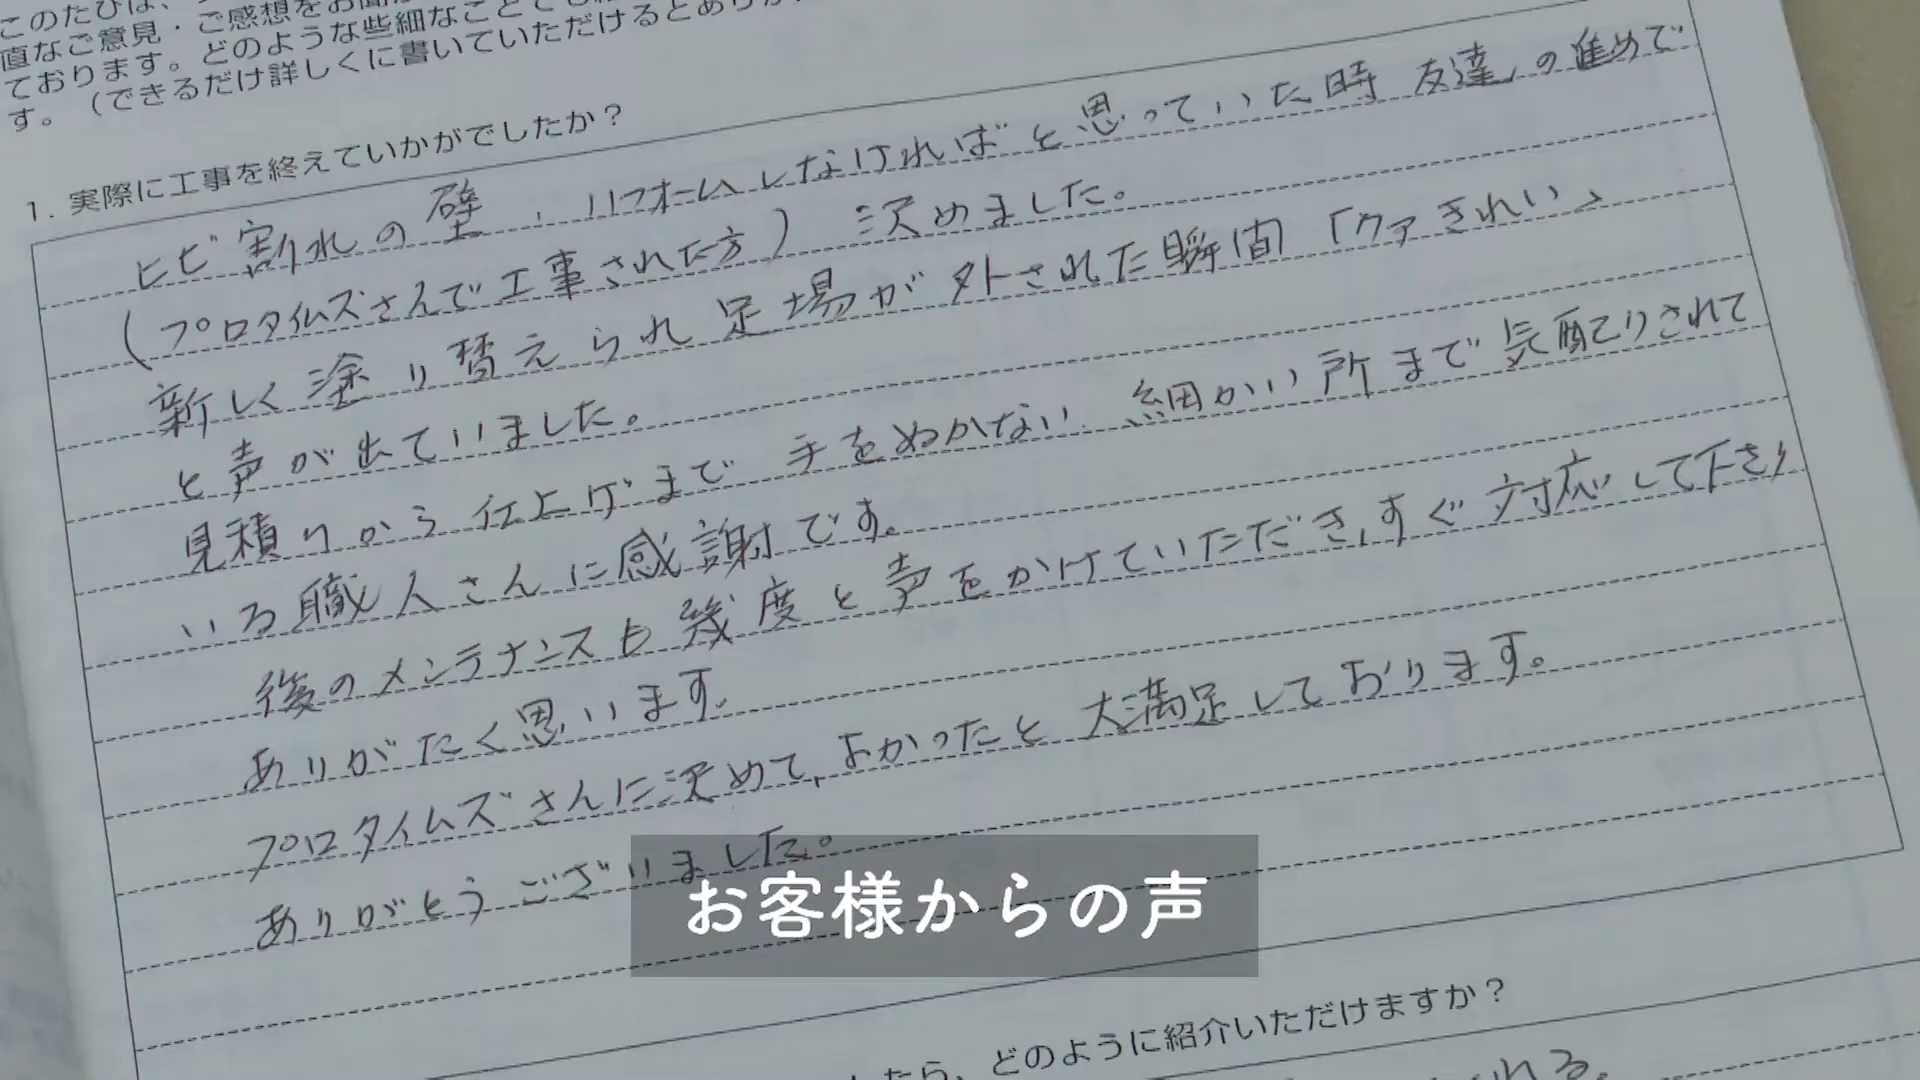 このたびは、
直なご意見・ご感想をお聞か
ております。どのような些細なことでも
す。（できるだけ詳しくに書いていただけるとあり
1. 実際に工事を終えていかがでしたか？
ヒビ割れの壁、リフォームしなければと思っていた時 友達の進めで
(プロタイムズさんで工事された方) 決めました。
新しく塗り替えられ足場が外された瞬間「クァきれい、
と声が出ていました。
見積りから仕上げまで手をぬかない、細かい所まで気配りされて
いる職人さんに感謝です。
後のメンテナンスも幾度と声をかけていただき、すぐ対応して下さり
ありがたく思います。
プロタイムズさんに決めて、よかったと大満足しております。
ありがとうございました。
お客様からの声
たら、どのように紹介いただけますか？
れる。